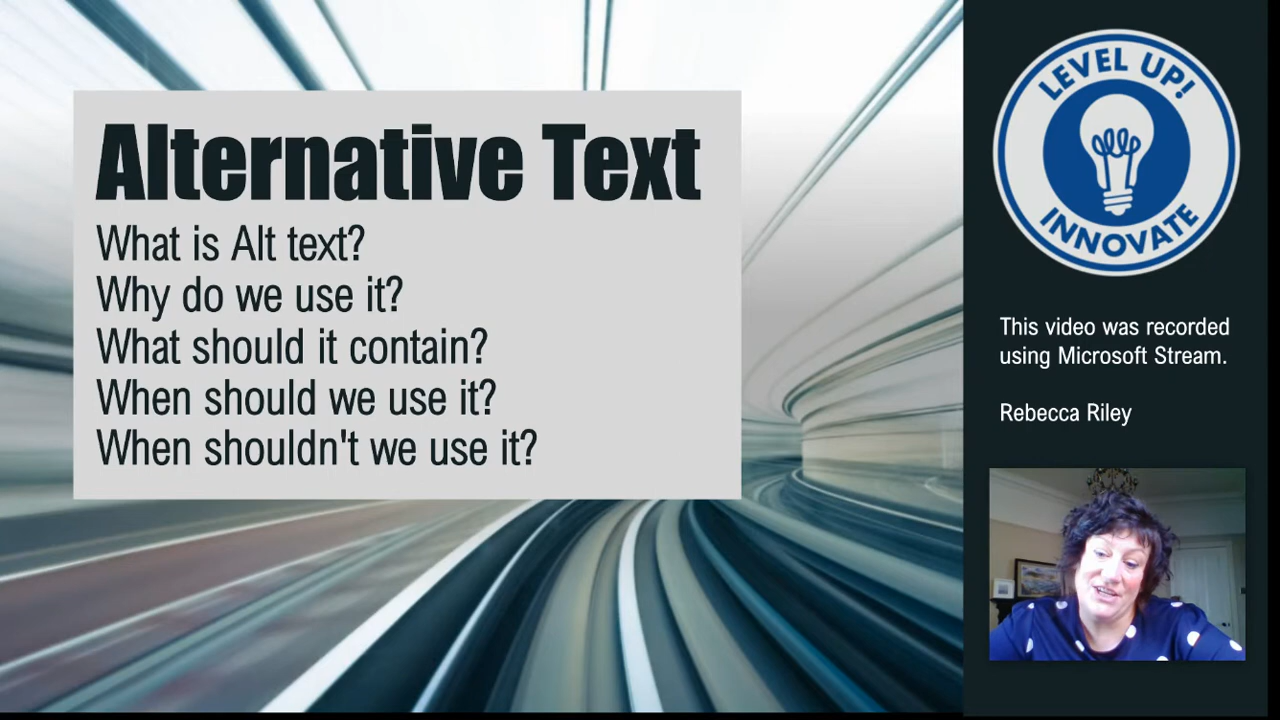 Alternative Text
What is Alt text?
Why do we use it?
What should it contain?
When should we use it?
When shouldn't we use it?
LEVEL UP!
INNOVATE
This video was recorded
using Microsoft Stream.
Rebecca Riley